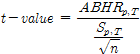 t − value = ABHR_{p,T} / (S_{p,T} / √n)